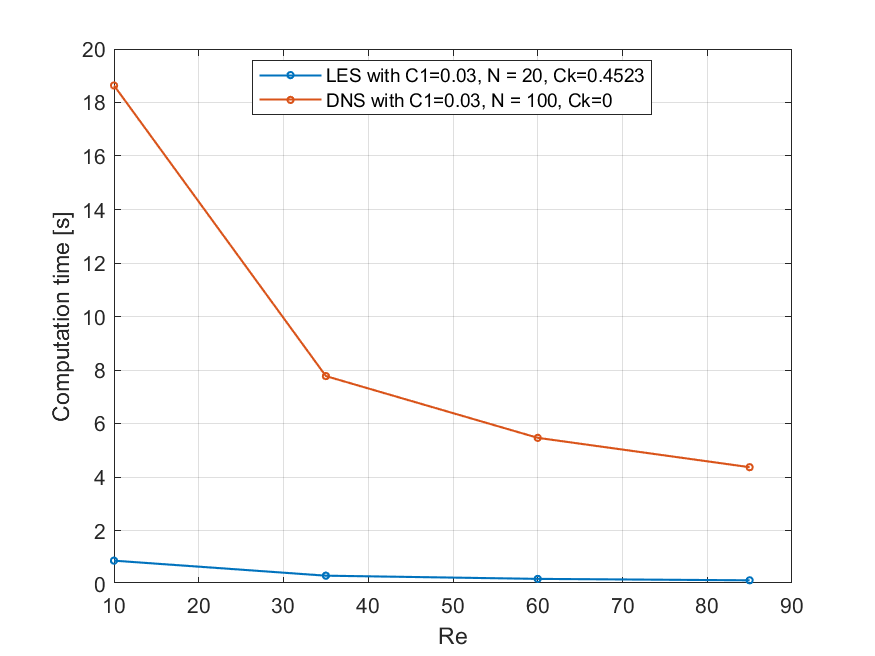 LES with C1=0.03, N = 20, Ck=0.4523
DNS with C1=0.03, N = 100, Ck=0
20
18
16
14
12
10
8
6
4
2
0
Computation time [s]
10 20 30 40 50 60 70 80 90
Re